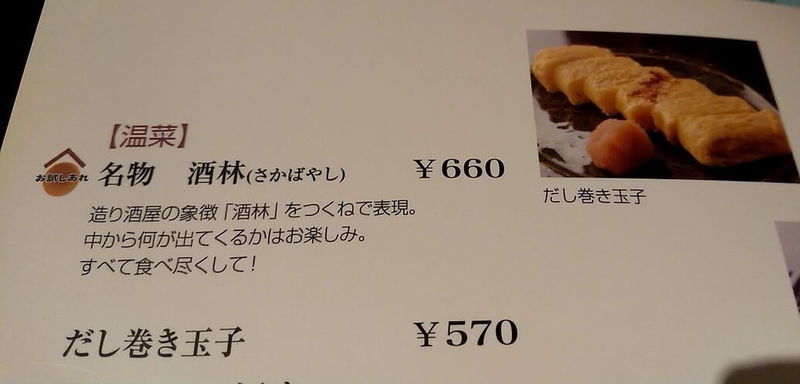 【温菜】
お試しあれ
名物 酒林(さかばやし) ¥660
造り酒屋の象徴「酒林」をつくねで表現。
中から何が出てくるかはお楽しみ。
すべて食べ尽くして!
だし巻き玉子
だし巻き玉子 ¥570